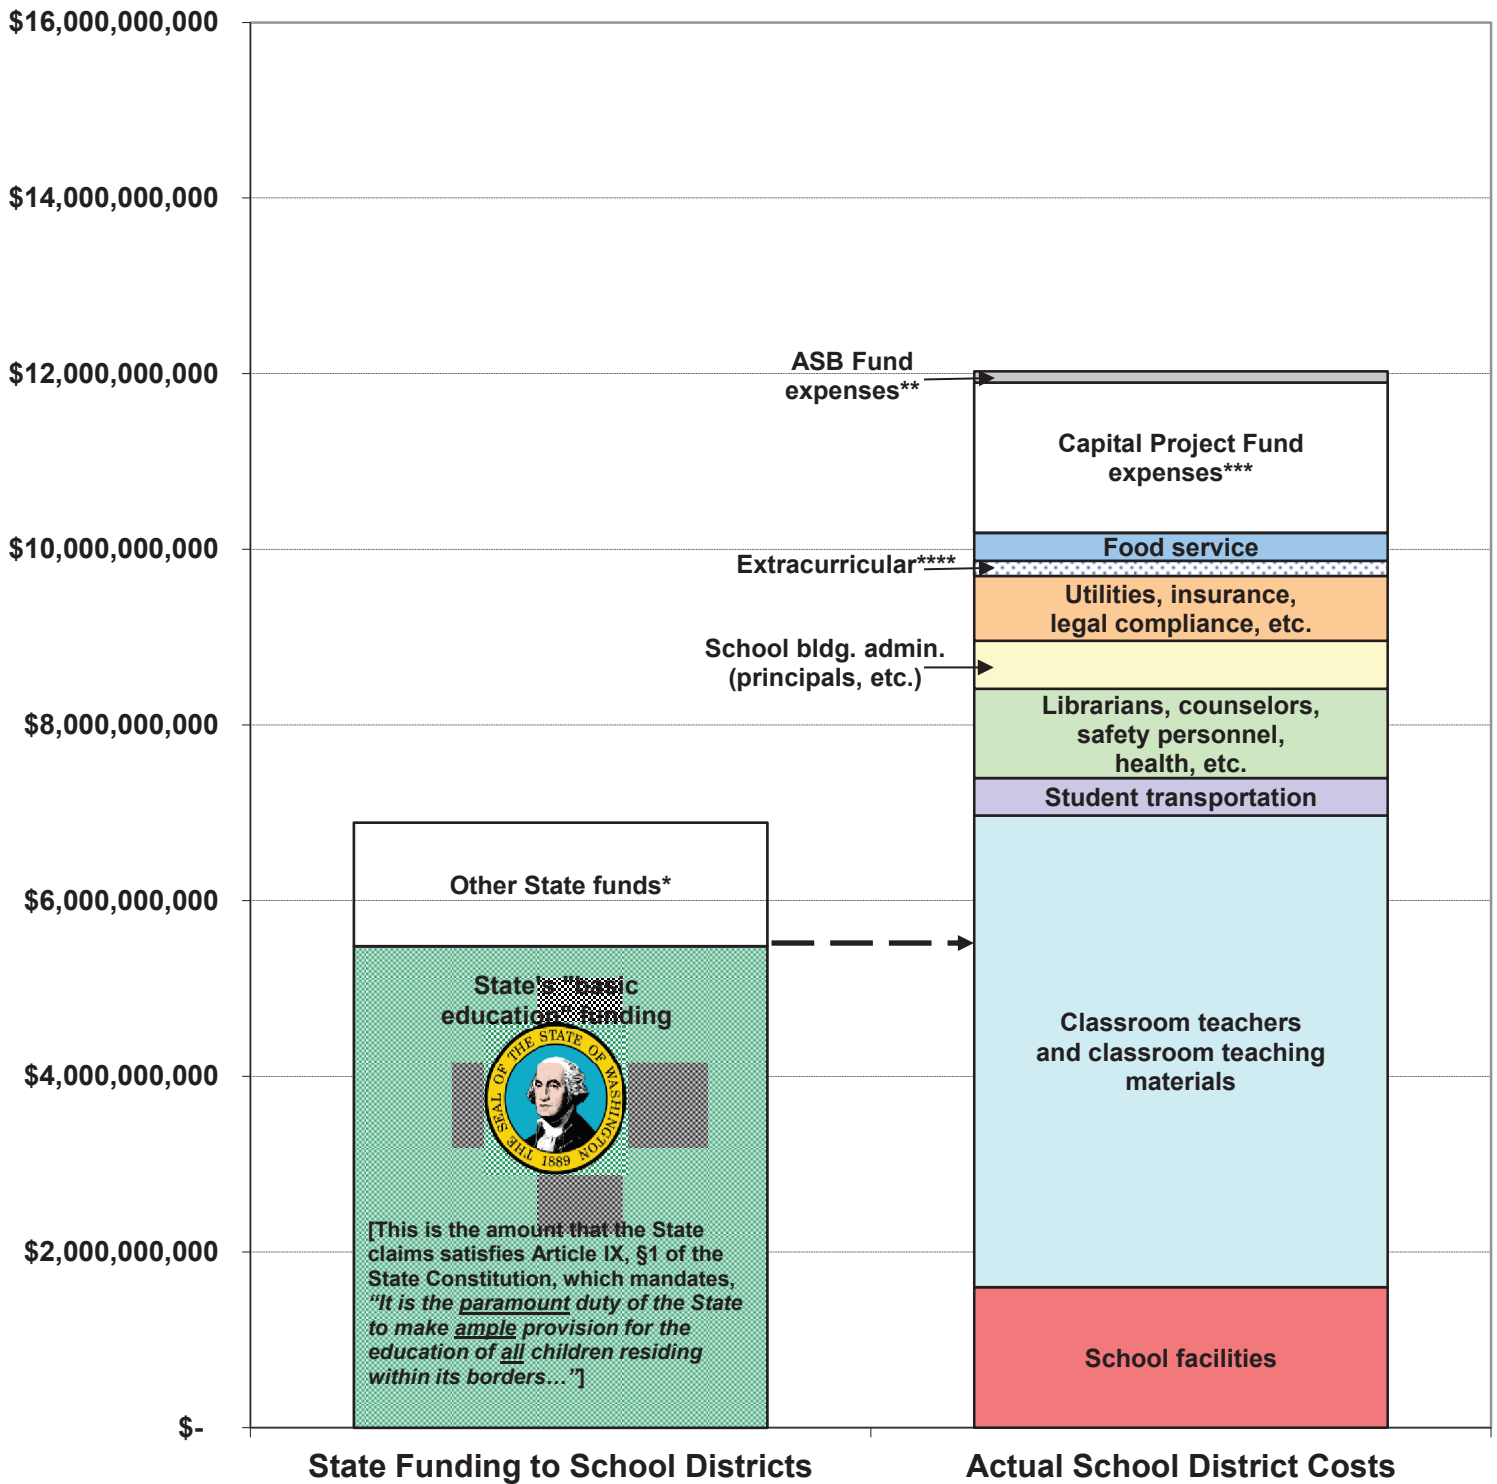 $16,000,000,000
$14,000,000,000
$12,000,000,000
$10,000,000,000
$8,000,000,000
$6,000,000,000
$4,000,000,000
$2,000,000,000
$-
Other State funds*
State's "basic
education" funding
THE SEAL OF THE STATE OF WASHINGTON
1889
[This is the amount that the State
claims satisfies Article IX, §1 of the
State Constitution, which mandates,
“It is the paramount duty of the State
to make ample provision for the
education of all children residing
within its borders…”]
ASB Fund
expenses**
Extracurricular****
School bldg. admin.
(principals, etc.)
Capital Project Fund
expenses***
Food service
Utilities, insurance,
legal compliance, etc.
Librarians, counselors,
safety personnel,
health, etc.
Student transportation
Classroom teachers
and classroom teaching
materials
School facilities
State Funding to School Districts
Actual School District Costs